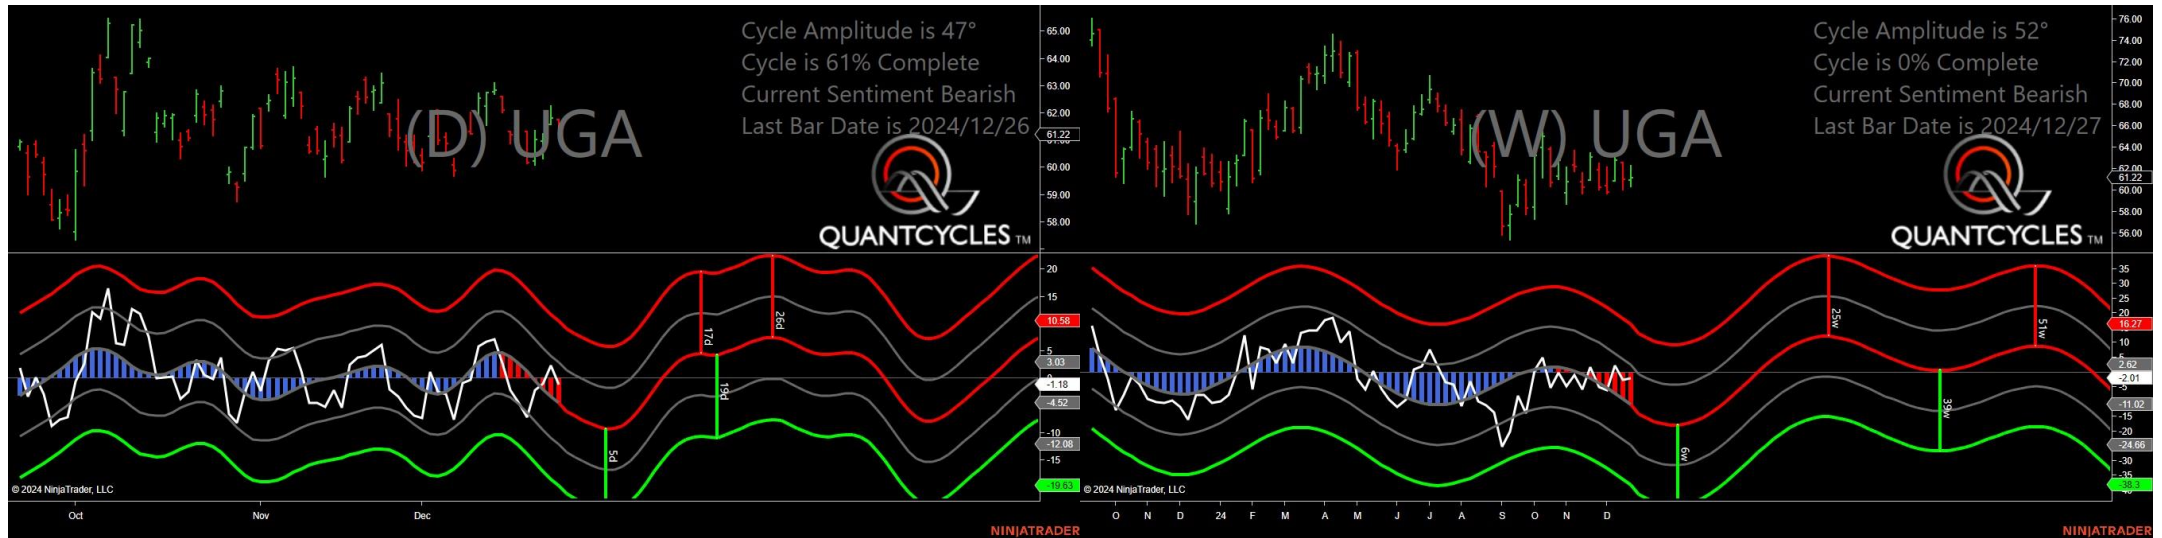 Cycle Amplitude is 47°
Cycle is 61% Complete
Current Sentiment Bearish
Last Bar Date is 2024/12/26
(D) UGA
QUANTCYCLES TM
65.00
64.00
63.00
62.00
61.22
60.00
59.00
58.00
20
15
10.58
5
3.03
-1.18
-4.52
-10
-12.08
-15
-19.63
17d
26d
19d
5d
© 2024 NinjaTrader, LLC
Oct
Nov
Dec
NINJATRADER
Cycle Amplitude is 52°
Cycle is 0% Complete
Current Sentiment Bearish
Last Bar Date is 2024/12/27
(W) UGA
QUANTCYCLES TM
76.00
74.00
72.00
70.00
68.00
66.00
64.00
62.00
61.22
60.00
58.00
56.00
35
30
25
20
16.27
10
2.62
-2.01
-5
-11.02
-15
-20
-24.66
-30
-35
-38.3
25w
51w
39w
6w
© 2024 NinjaTrader, LLC
O N D 24 F M A M J J A S O N D
NINJATRADER